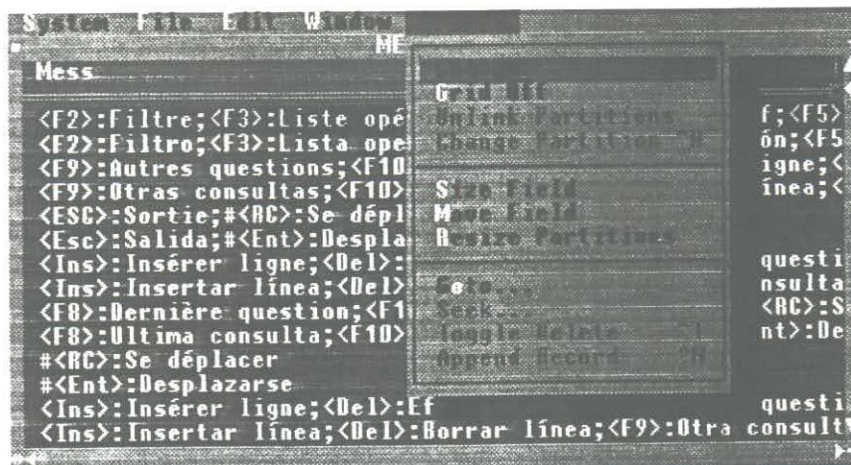 System File Edit Window
ME
Mess
Grid Off
<F2>:Filtre;<F3>:Liste opé Unlink Partitions f;<F5>
<F2>:Filtro;<F3>:Lista ope Change Partition ^H ón;<F5
<F9>:Autres questions;<F10 igne;<
<F9>:Otras consultas;<F10> Size Field ínea;<
<ESC>:Sortie;#<RC>:Se dépl Move Field
<Esc>:Salida;#<Ent>:Despla Resize Partitions
<Ins>:Insérer ligne;<Del>: questi
<Ins>:Insertar línea;<Del> Goto... nsulta
<F8>:Dernière question;<F1 Seek... <RC>:S
<F8>:Ultima consulta;<F10> Toggle Delete ^T nt>:De
#<RC>:Se déplacer Append Record ^N
#<Ent>:Desplazarse
<Ins>:Insérer ligne;<Del>:Ef questi
<Ins>:Insertar línea;<Del>:Borrar línea;<F9>:Otra consult